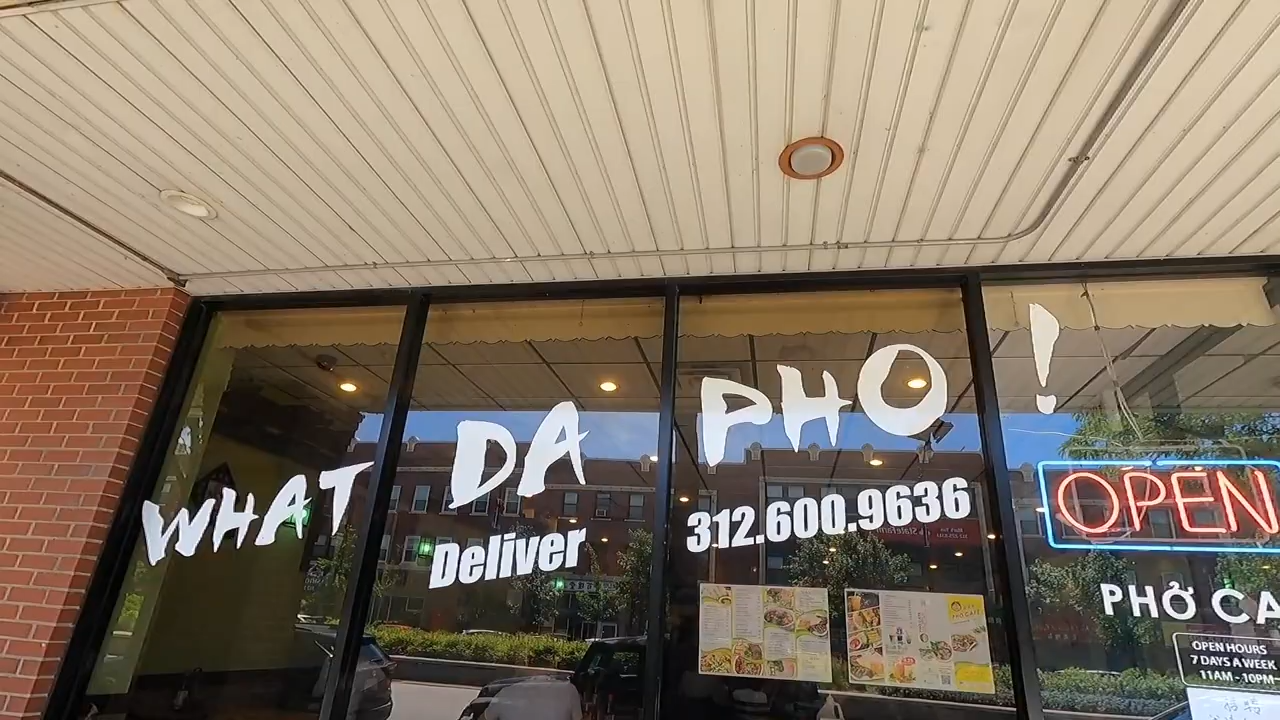 WHAT DA PHO !
Deliver 312.600.9636
OPEN
PHỞ CA
OPEN HOURS
7 DAYS A WEEK
11AM - 10PM